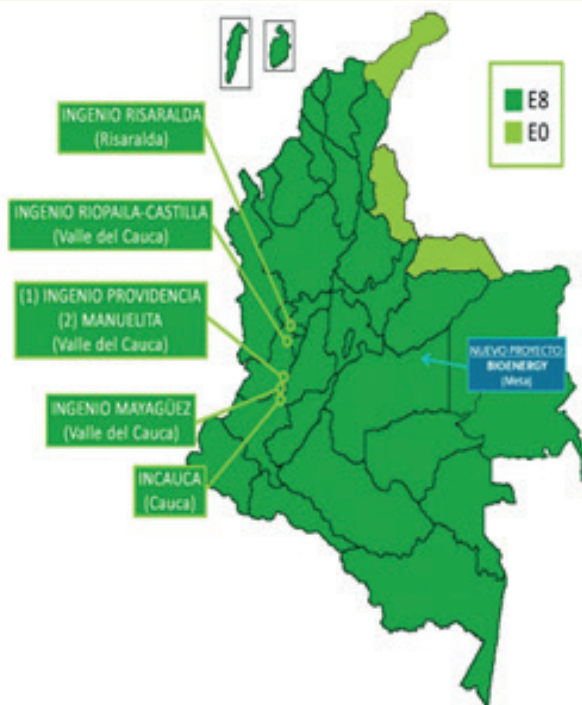 E8
E0
INGENIO RISARALDA
(Risaralda)
INGENIO RIOPAILA-CASTILLA
(Valle del Cauca)
(1) INGENIO PROVIDENCIA
(2) MANUELITA
(Valle del Cauca)
NUEVO PROYECTO:
BIOENERGY
(Meta)
INGENIO MAYAGÜEZ
(Valle del Cauca)
INCAUCA
(Cauca)